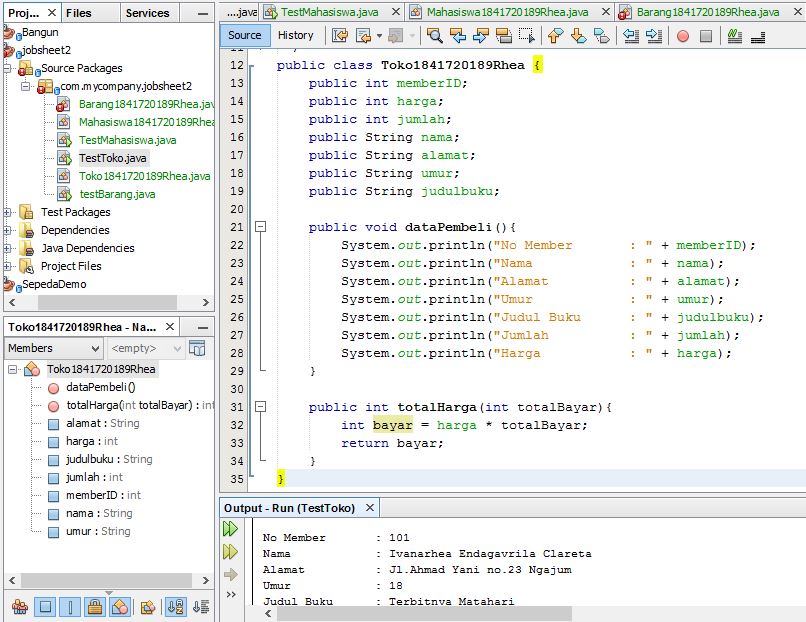 Proj... × Files Services
Bangun
jobsheet2
Source Packages
com.mycompany.jobsheet2
Barang1841720189Rhea.jav
Mahasiswa1841720189Rhea
TestMahasiswa.java
TestToko.java
Toko1841720189Rhea.java
testBarang.java
Test Packages
Dependencies
Java Dependencies
Project Files
SepedaDemo
Toko1841720189Rhea - Na... ×
Members <empty>
Toko1841720189Rhea
dataPembeli()
totalHarga(int totalBayar) : int
alamat : String
harga : int
judulbuku : String
jumlah : int
memberID : int
nama : String
umur : String
...java TestMahasiswa.java × Mahasiswa1841720189Rhea.java × Barang1841720189Rhea.java ×
Source History
12 public class Toko1841720189Rhea {
13 public int memberID;
14 public int harga;
15 public int jumlah;
16 public String nama;
17 public String alamat;
18 public String umur;
19 public String judulbuku;
20
21 public void dataPembeli(){
22 System.out.println("No Member : " + memberID);
23 System.out.println("Nama : " + nama);
24 System.out.println("Alamat : " + alamat);
25 System.out.println("Umur : " + umur);
26 System.out.println("Judul Buku : " + judulbuku);
27 System.out.println("Jumlah : " + jumlah);
28 System.out.println("Harga : " + harga);
29 }
30
31 public int totalHarga(int totalBayar){
32 int bayar = harga * totalBayar;
33 return bayar;
34 }
35 }
Output - Run (TestToko) ×
No Member : 101
Nama : Ivanarhea Endagavrila Clareta
Alamat : Jl.Ahmad Yani no.23 Ngajum
Umur : 18
Judul Buku : Terbitnya Matahari